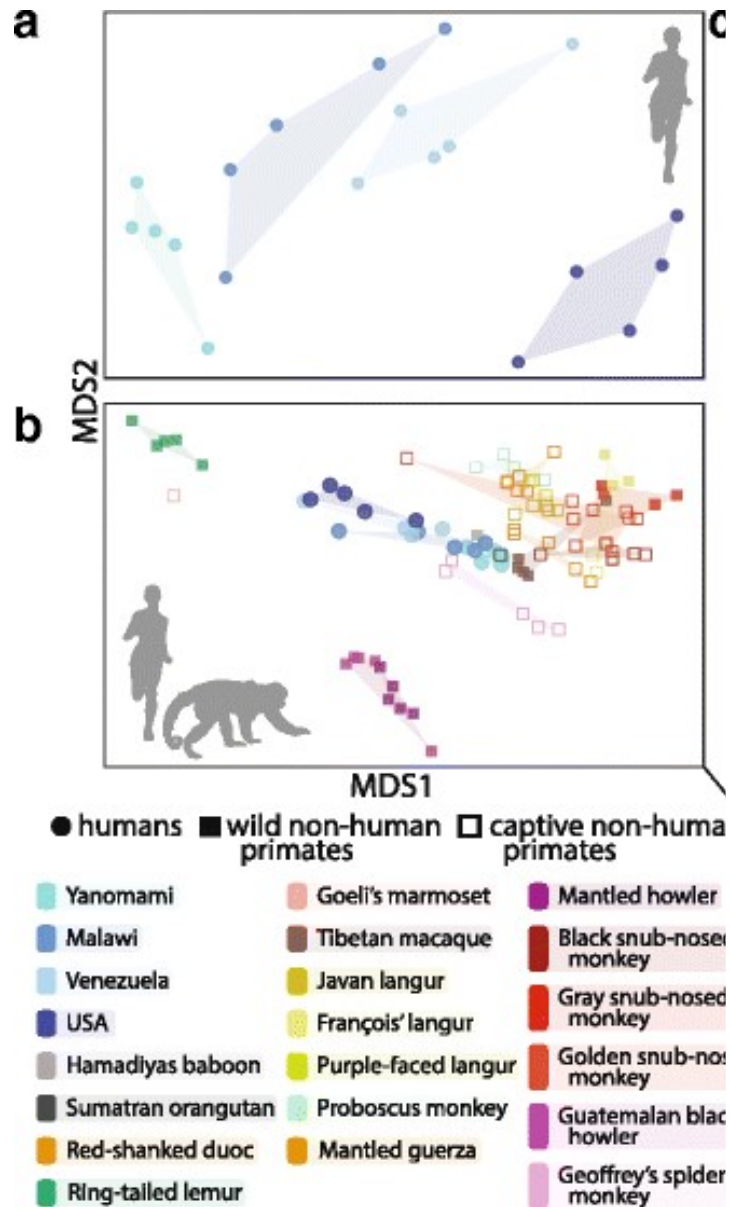 a
c
MDS2
b
MDS1
humans wild non-human primates captive non-huma primates
Yanomami
Malawi
Venezuela
USA
Hamadiyas baboon
Sumatran orangutan
Red-shanked duoc
Ring-tailed lemur
Goeli's marmoset
Tibetan macaque
Javan langur
François' langur
Purple-faced langur
Proboscus monkey
Mantled guerza
Mantled howler
Black snub-nosed
monkey
Gray snub-nosed
monkey
Golden snub-nos
monkey
Guatemalan blac
howler
Geoffrey's spider
monkey